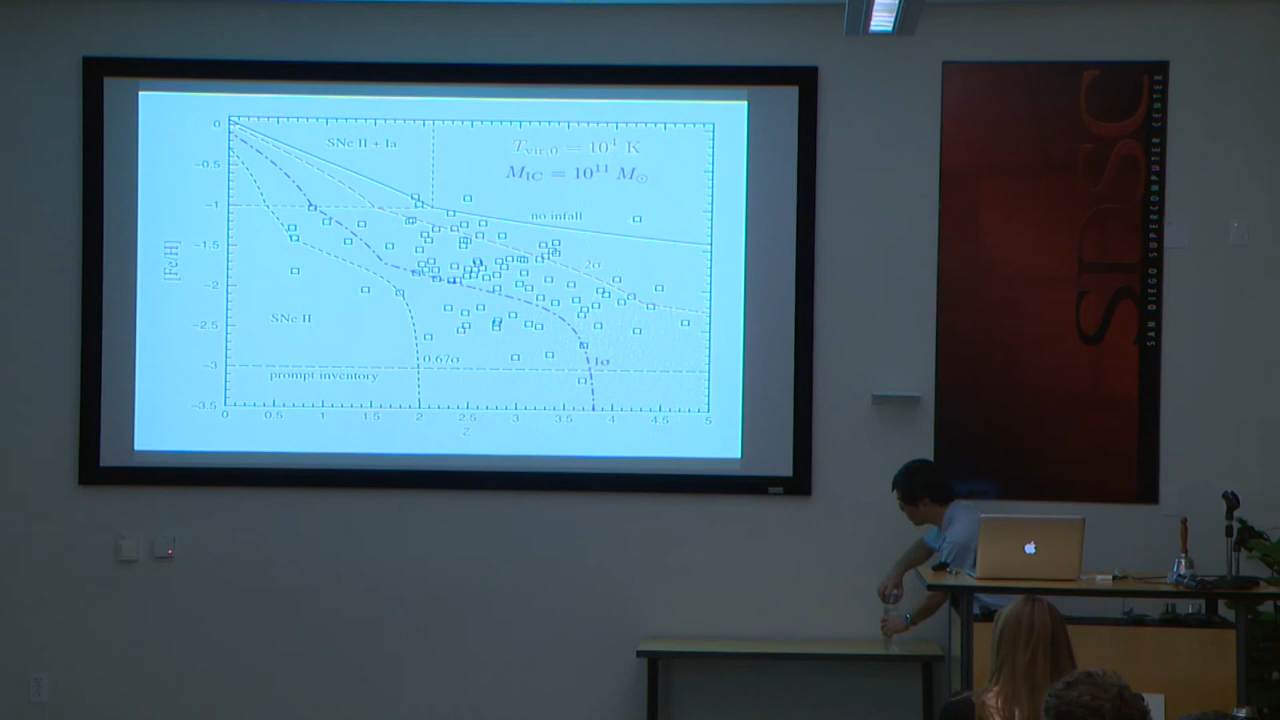 0
−0.5
−1
−1.5
−2
−2.5
−3
−3.5
[Fe/H]
SNe II + Ia
T_vir,0 = 10^4 K
M_IC = 10^11 M_⊙
no infall
2σ
SNe II
0.67σ
1σ
prompt inventory
0 0.5 1 1.5 2 2.5 3 3.5 4 4.5 5
z
SDSC
SAN DIEGO SUPERCOMPUTER CENTER